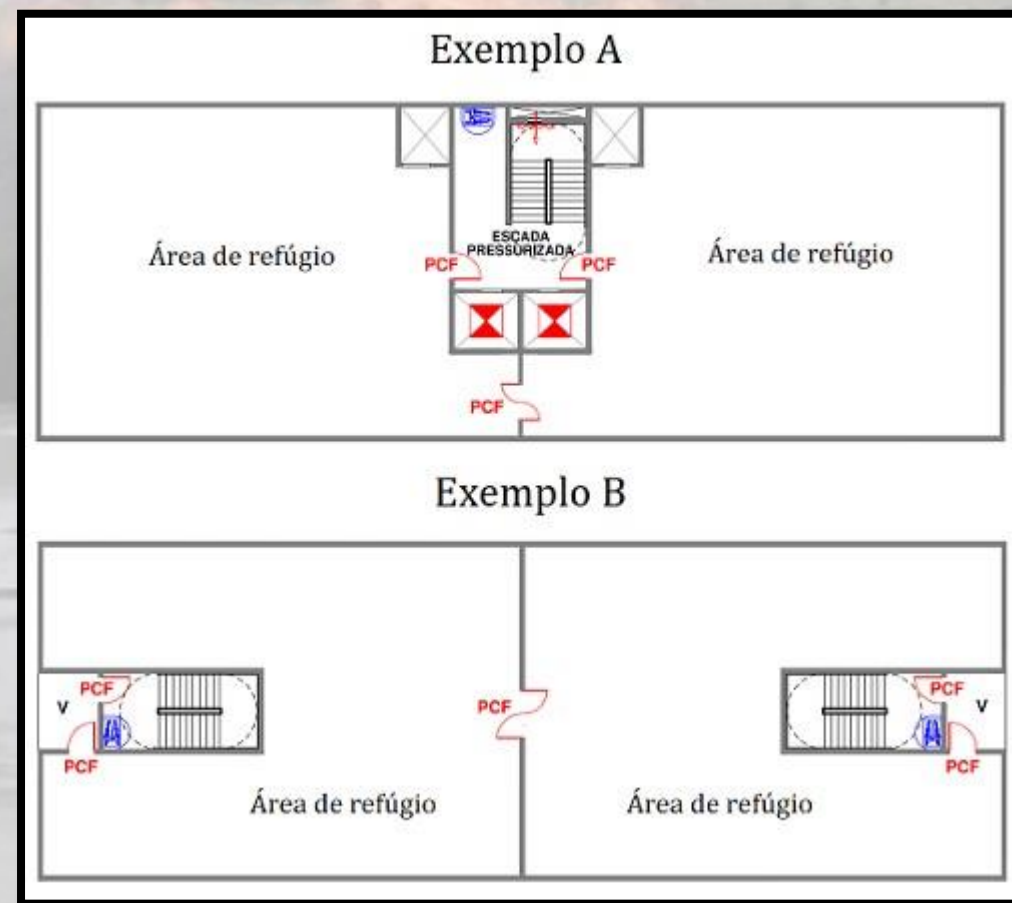 Exemplo A
Área de refúgio
ESCADA
PRESSURIZADA
Área de refúgio
PCF
PCF
PCF
Exemplo B
PCF
PCF
V
PCF
V
PCF
PCF
Área de refúgio
Área de refúgio